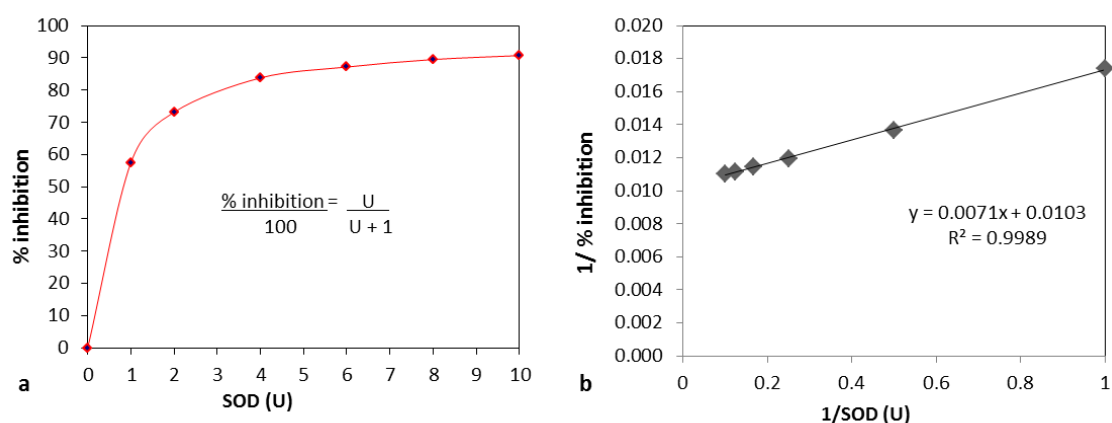 100
90
80
70
60
50
40
30
20
10
0
% inhibition
% inhibition = U
100 U + 1
0 1 2 3 4 5 6 7 8 9 10
SOD (U)
a
0.020
0.018
0.016
0.014
0.012
0.010
0.008
0.006
0.004
0.002
0.000
1/ % inhibition
y = 0.0071x + 0.0103
R² = 0.9989
0 0.2 0.4 0.6 0.8 1
1/SOD (U)
b